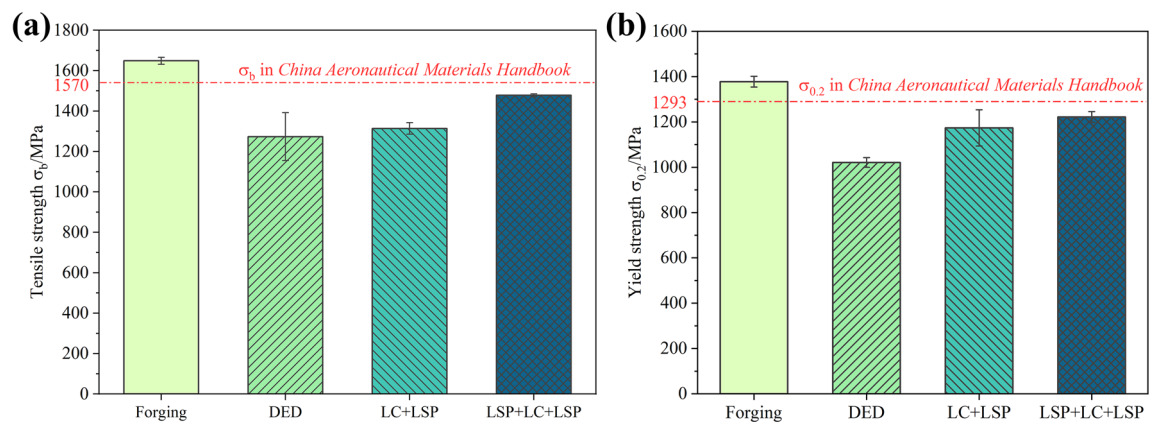 (a)
Tensile strength σb/MPa
1800
1600
1570
1400
1200
1000
800
600
400
200
0
σb in China Aeronautical Materials Handbook
Forging
DED
LC+LSP
LSP+LC+LSP
(b)
Yield strength σ0.2/MPa
1600
1400
1293
1200
1000
800
600
400
200
0
σ0.2 in China Aeronautical Materials Handbook
Forging
DED
LC+LSP
LSP+LC+LSP